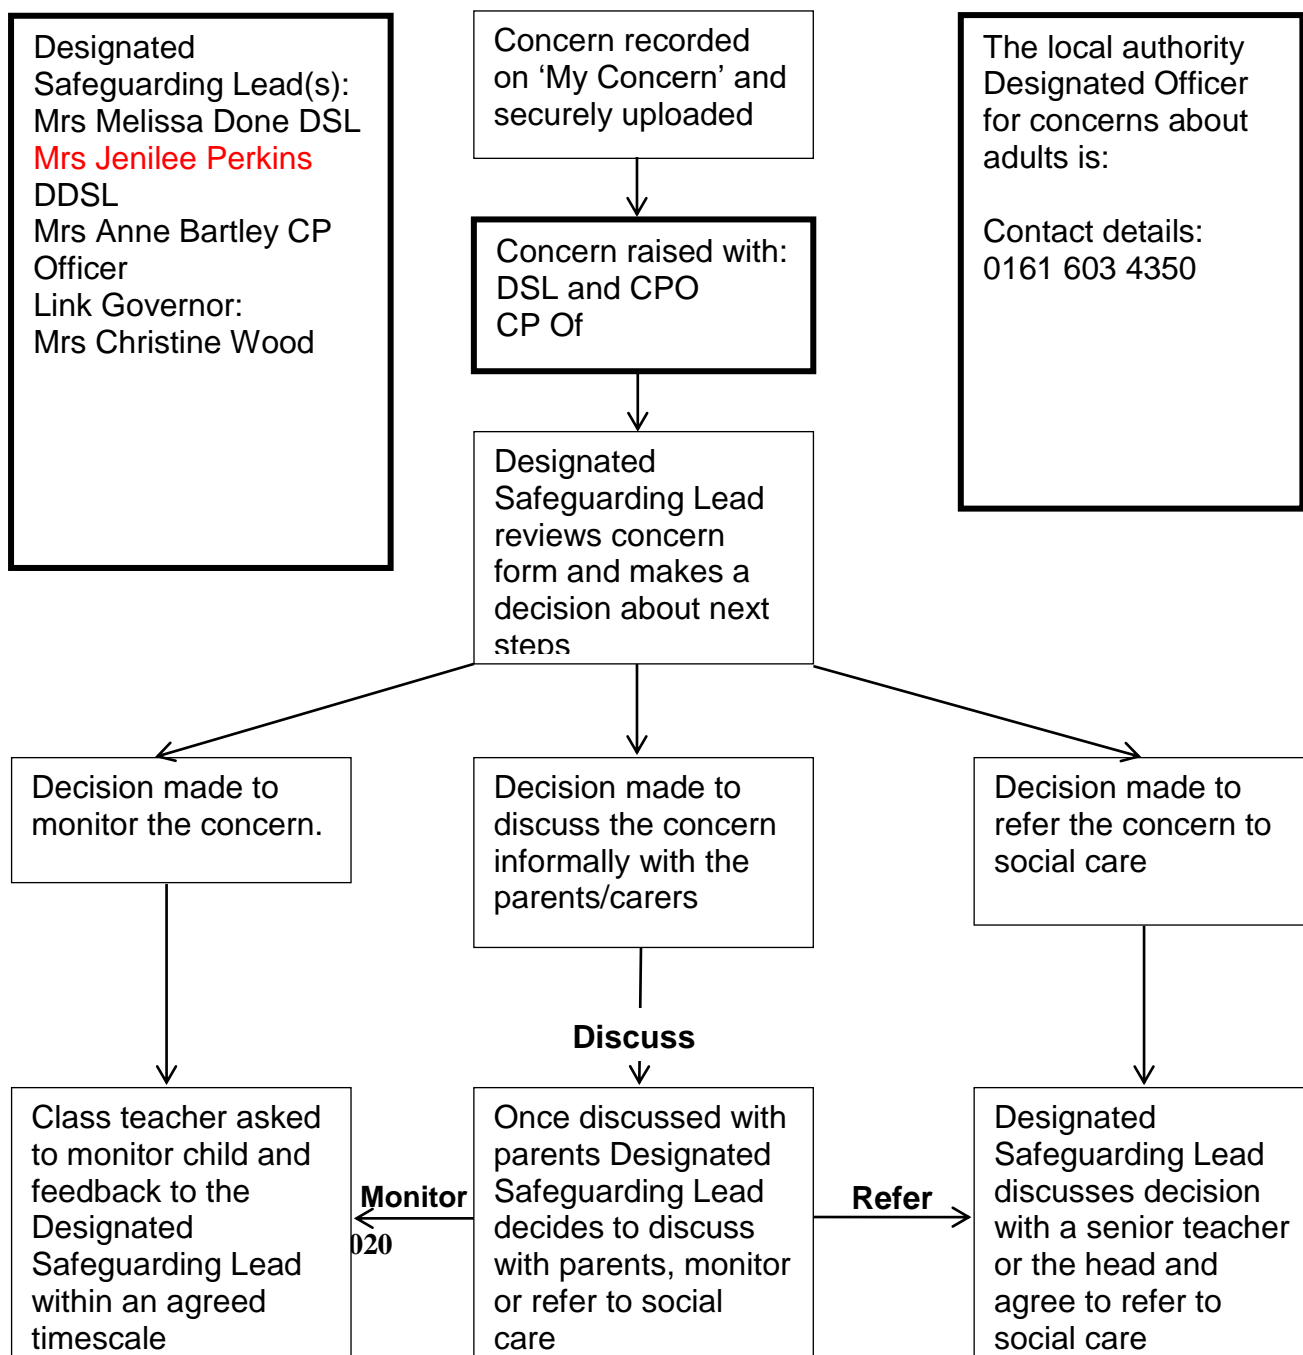 Designated
Safeguarding Lead(s):
Mrs Melissa Done DSL
Mrs Jenilee Perkins
DDSL
Mrs Anne Bartley CP
Officer
Link Governor:
Mrs Christine Wood
Concern recorded
on ‘My Concern’ and
securely uploaded
The local authority
Designated Officer
for concerns about
adults is:
Contact details:
0161 603 4350
Concern raised with:
DSL and CPO
CP Of
Designated
Safeguarding Lead
reviews concern
form and makes a
decision about next
steps
Decision made to
monitor the concern.
Decision made to
discuss the concern
informally with the
parents/carers
Decision made to
refer the concern to
social care
Discuss
Class teacher asked
to monitor child and
feedback to the
Designated
Safeguarding Lead
within an agreed
timescale
Monitor
020
Once discussed with
parents Designated
Safeguarding Lead
decides to discuss
with parents, monitor
or refer to social
care
Refer
Designated
Safeguarding Lead
discusses decision
with a senior teacher
or the head and
agree to refer to
social care